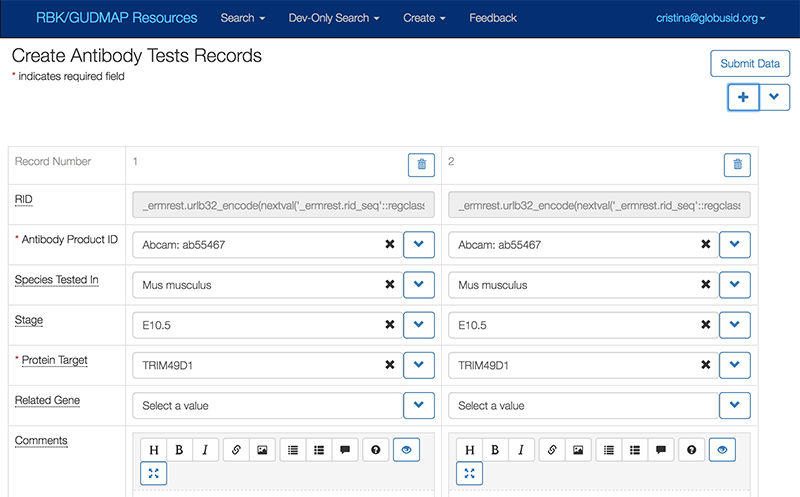 RBK/GUDMAP Resources Search Dev-Only Search Create Feedback cristina@globusid.org
Create Antibody Tests Records
* indicates required field
Submit Data
Record Number 1 2
RID _ermrest.urlb32_encode(nextval('_ermrest.rid_seq'::regclass _ermrest.urlb32_encode(nextval('_ermrest.rid_seq'::regclass
* Antibody Product ID Abcam: ab55467 Abcam: ab55467
Species Tested In Mus musculus Mus musculus
Stage E10.5 E10.5
* Protein Target TRIM49D1 TRIM49D1
Related Gene Select a value Select a value
Comments H B I H B I